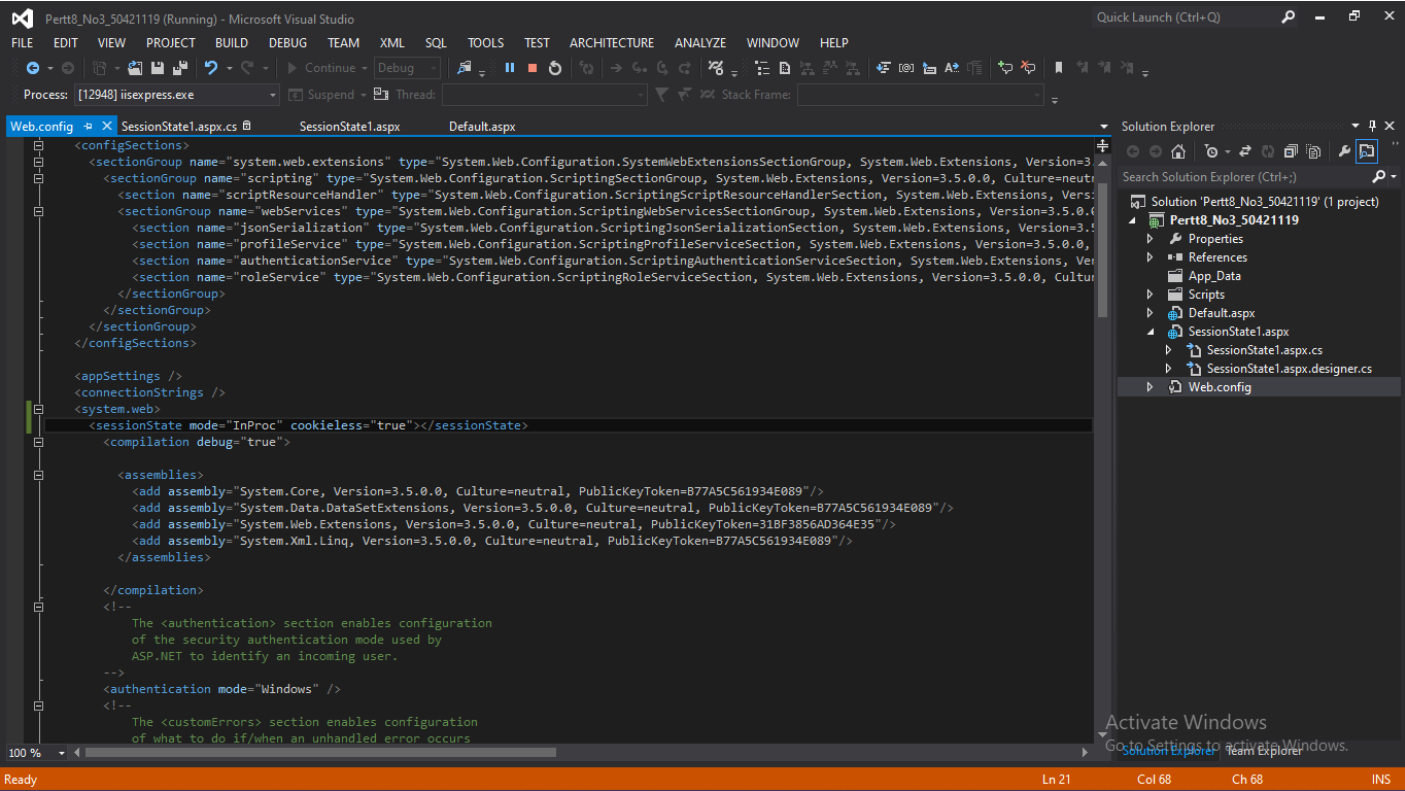 Pertt8_No3_50421119 (Running) - Microsoft Visual Studio
Quick Launch (Ctrl+Q)
FILE EDIT VIEW PROJECT BUILD DEBUG TEAM XML SQL TOOLS TEST ARCHITECTURE ANALYZE WINDOW HELP
Continue Debug
Process: [12948] iisexpress.exe Suspend Thread: Stack Frame:
Web.config SessionState1.aspx.cs SessionState1.aspx Default.aspx
<configSections>
<sectionGroup name="system.web.extensions" type="System.Web.Configuration.SystemWebExtensionsSectionGroup, System.Web.Extensions, Version=3.
<sectionGroup name="scripting" type="System.Web.Configuration.ScriptingSectionGroup, System.Web.Extensions, Version=3.5.0.0, Culture=neutr
<section name="scriptResourceHandler" type="System.Web.Configuration.ScriptingScriptResourceHandlerSection, System.Web.Extensions, Vers
<sectionGroup name="webServices" type="System.Web.Configuration.ScriptingWebServicesSectionGroup, System.Web.Extensions, Version=3.5.0.0
<section name="jsonSerialization" type="System.Web.Configuration.ScriptingJsonSerializationSection, System.Web.Extensions, Version=3.5
<section name="profileService" type="System.Web.Configuration.ScriptingProfileServiceSection, System.Web.Extensions, Version=3.5.0.0,
<section name="authenticationService" type="System.Web.Configuration.ScriptingAuthenticationServiceSection, System.Web.Extensions, Ver
<section name="roleService" type="System.Web.Configuration.ScriptingRoleServiceSection, System.Web.Extensions, Version=3.5.0.0, Cultu
</sectionGroup>
</sectionGroup>
</sectionGroup>
</configSections>
<appSettings />
<connectionStrings />
<system.web>
<sessionState mode="InProc" cookieless="true"></sessionState>
<compilation debug="true">
<assemblies>
<add assembly="System.Core, Version=3.5.0.0, Culture=neutral, PublicKeyToken=B77A5C561934E089"/>
<add assembly="System.Data.DataSetExtensions, Version=3.5.0.0, Culture=neutral, PublicKeyToken=B77A5C561934E089"/>
<add assembly="System.Web.Extensions, Version=3.5.0.0, Culture=neutral, PublicKeyToken=31BF3856AD364E35"/>
<add assembly="System.Xml.Linq, Version=3.5.0.0, Culture=neutral, PublicKeyToken=B77A5C561934E089"/>
</assemblies>
</compilation>
<!--
The <authentication> section enables configuration
of the security authentication mode used by
ASP.NET to identify an incoming user.
-->
<authentication mode="Windows" />
<!--
The <customErrors> section enables configuration
of what to do if/when an unhandled error occurs
100 %
Solution Explorer
Search Solution Explorer (Ctrl+;)
Solution 'Pertt8_No3_50421119' (1 project)
Pertt8_No3_50421119
Properties
References
App_Data
Scripts
Default.aspx
SessionState1.aspx
SessionState1.aspx.cs
SessionState1.aspx.designer.cs
Web.config
Activate Windows
Go to Settings to activate Windows.
Solution Explorer Team Explorer
Ready Ln 21 Col 68 Ch 68 INS